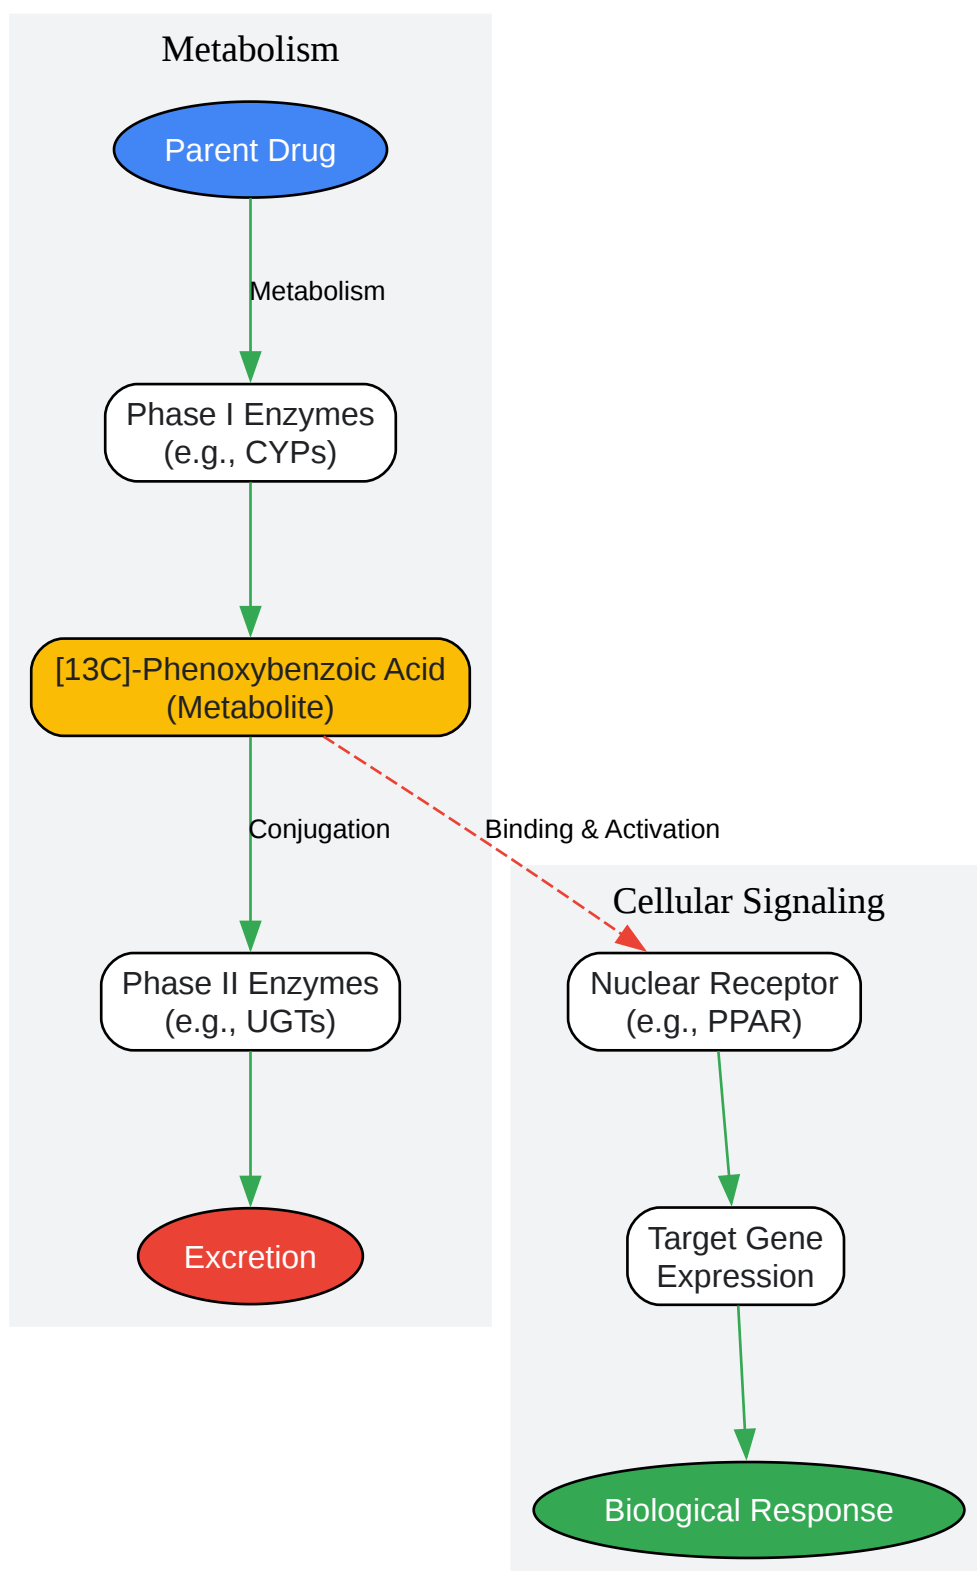 Metabolism
Parent Drug
Metabolism
Phase I Enzymes
(e.g., CYPs)
[13C]-Phenoxybenzoic Acid
(Metabolite)
Conjugation
Binding & Activation
Cellular Signaling
Phase II Enzymes
(e.g., UGTs)
Nuclear Receptor
(e.g., PPAR)
Excretion
Target Gene
Expression
Biological Response